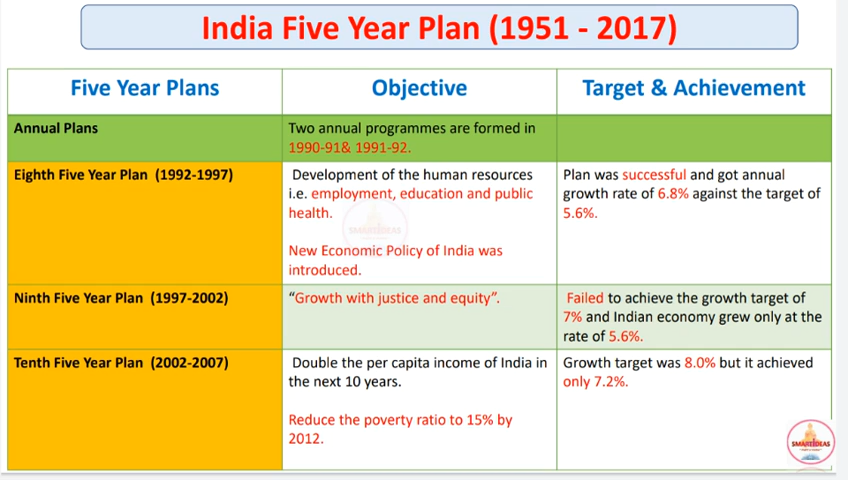 India Five Year Plan (1951 - 2017)
Five Year Plans
Objective
Target & Achievement
Annual Plans
Two annual programmes are formed in
1990-91& 1991-92.
Eighth Five Year Plan (1992-1997)
Development of the human resources
i.e. employment, education and public
health.
New Economic Policy of India was
introduced.
Plan was successful and got annual
growth rate of 6.8% against the target of
5.6%.
Ninth Five Year Plan (1997-2002)
“Growth with justice and equity”.
Failed to achieve the growth target of
7% and Indian economy grew only at the
rate of 5.6%.
Tenth Five Year Plan (2002-2007)
Double the per capita income of India in
the next 10 years.
Reduce the poverty ratio to 15% by
2012.
Growth target was 8.0% but it achieved
only 7.2%.
SMARTIDEAS
SMARTIDEAS